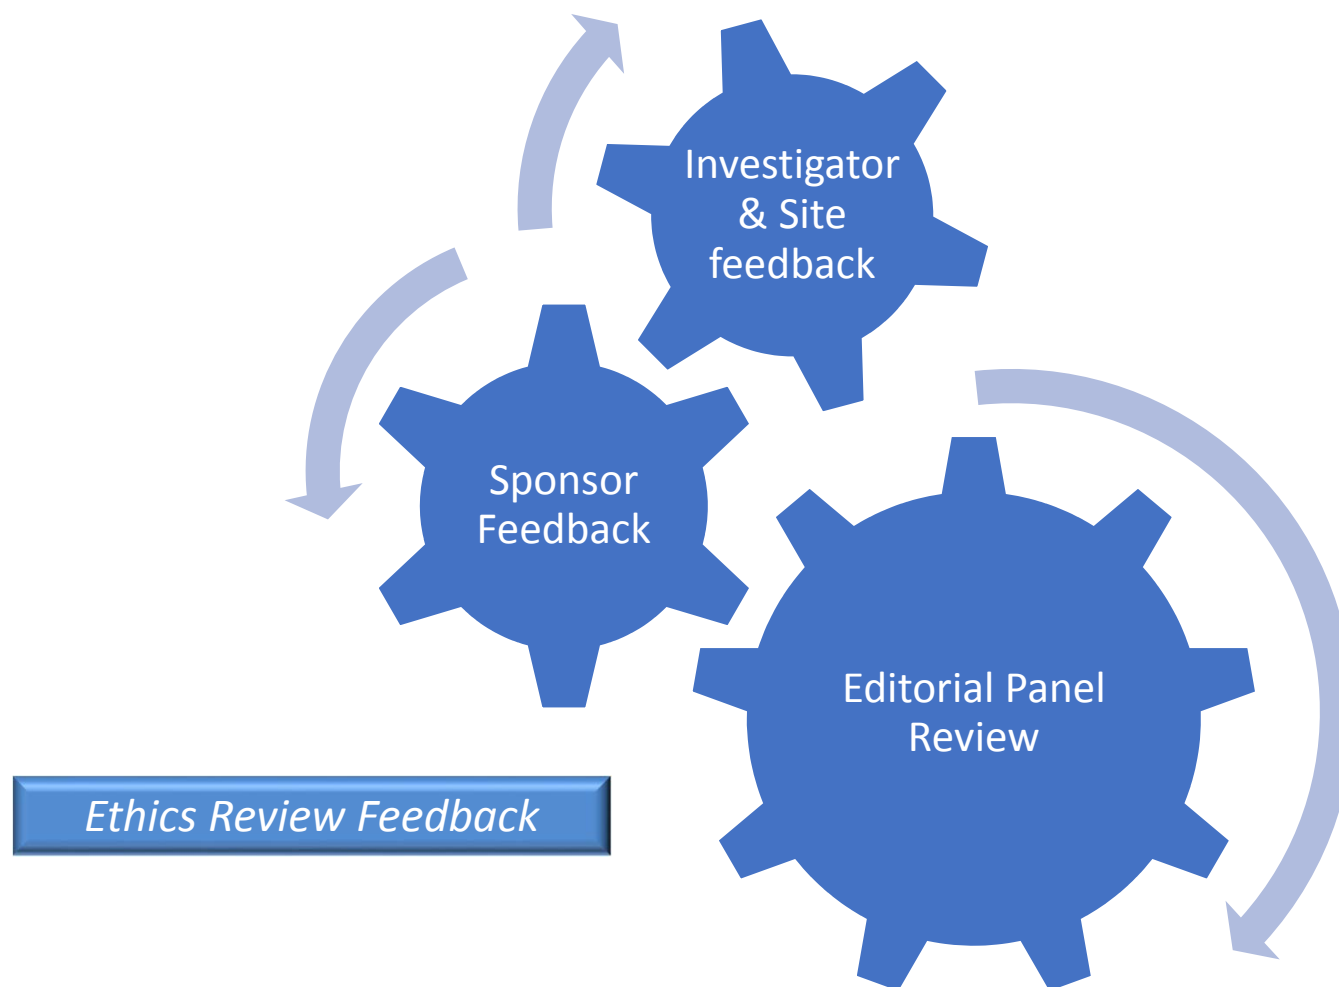 Investigator
& Site
feedback
Sponsor
Feedback
Editorial Panel
Review
Ethics Review Feedback